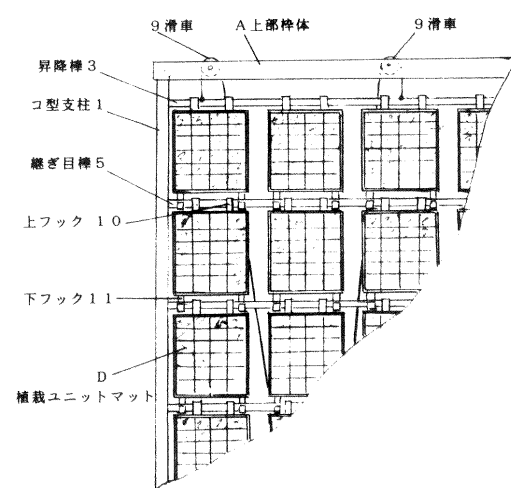 9滑車
A上部枠体
9滑車
昇降棒3
コ型支柱1
継ぎ目棒5
上フック 10
下フック11
D
植栽ユニットマット